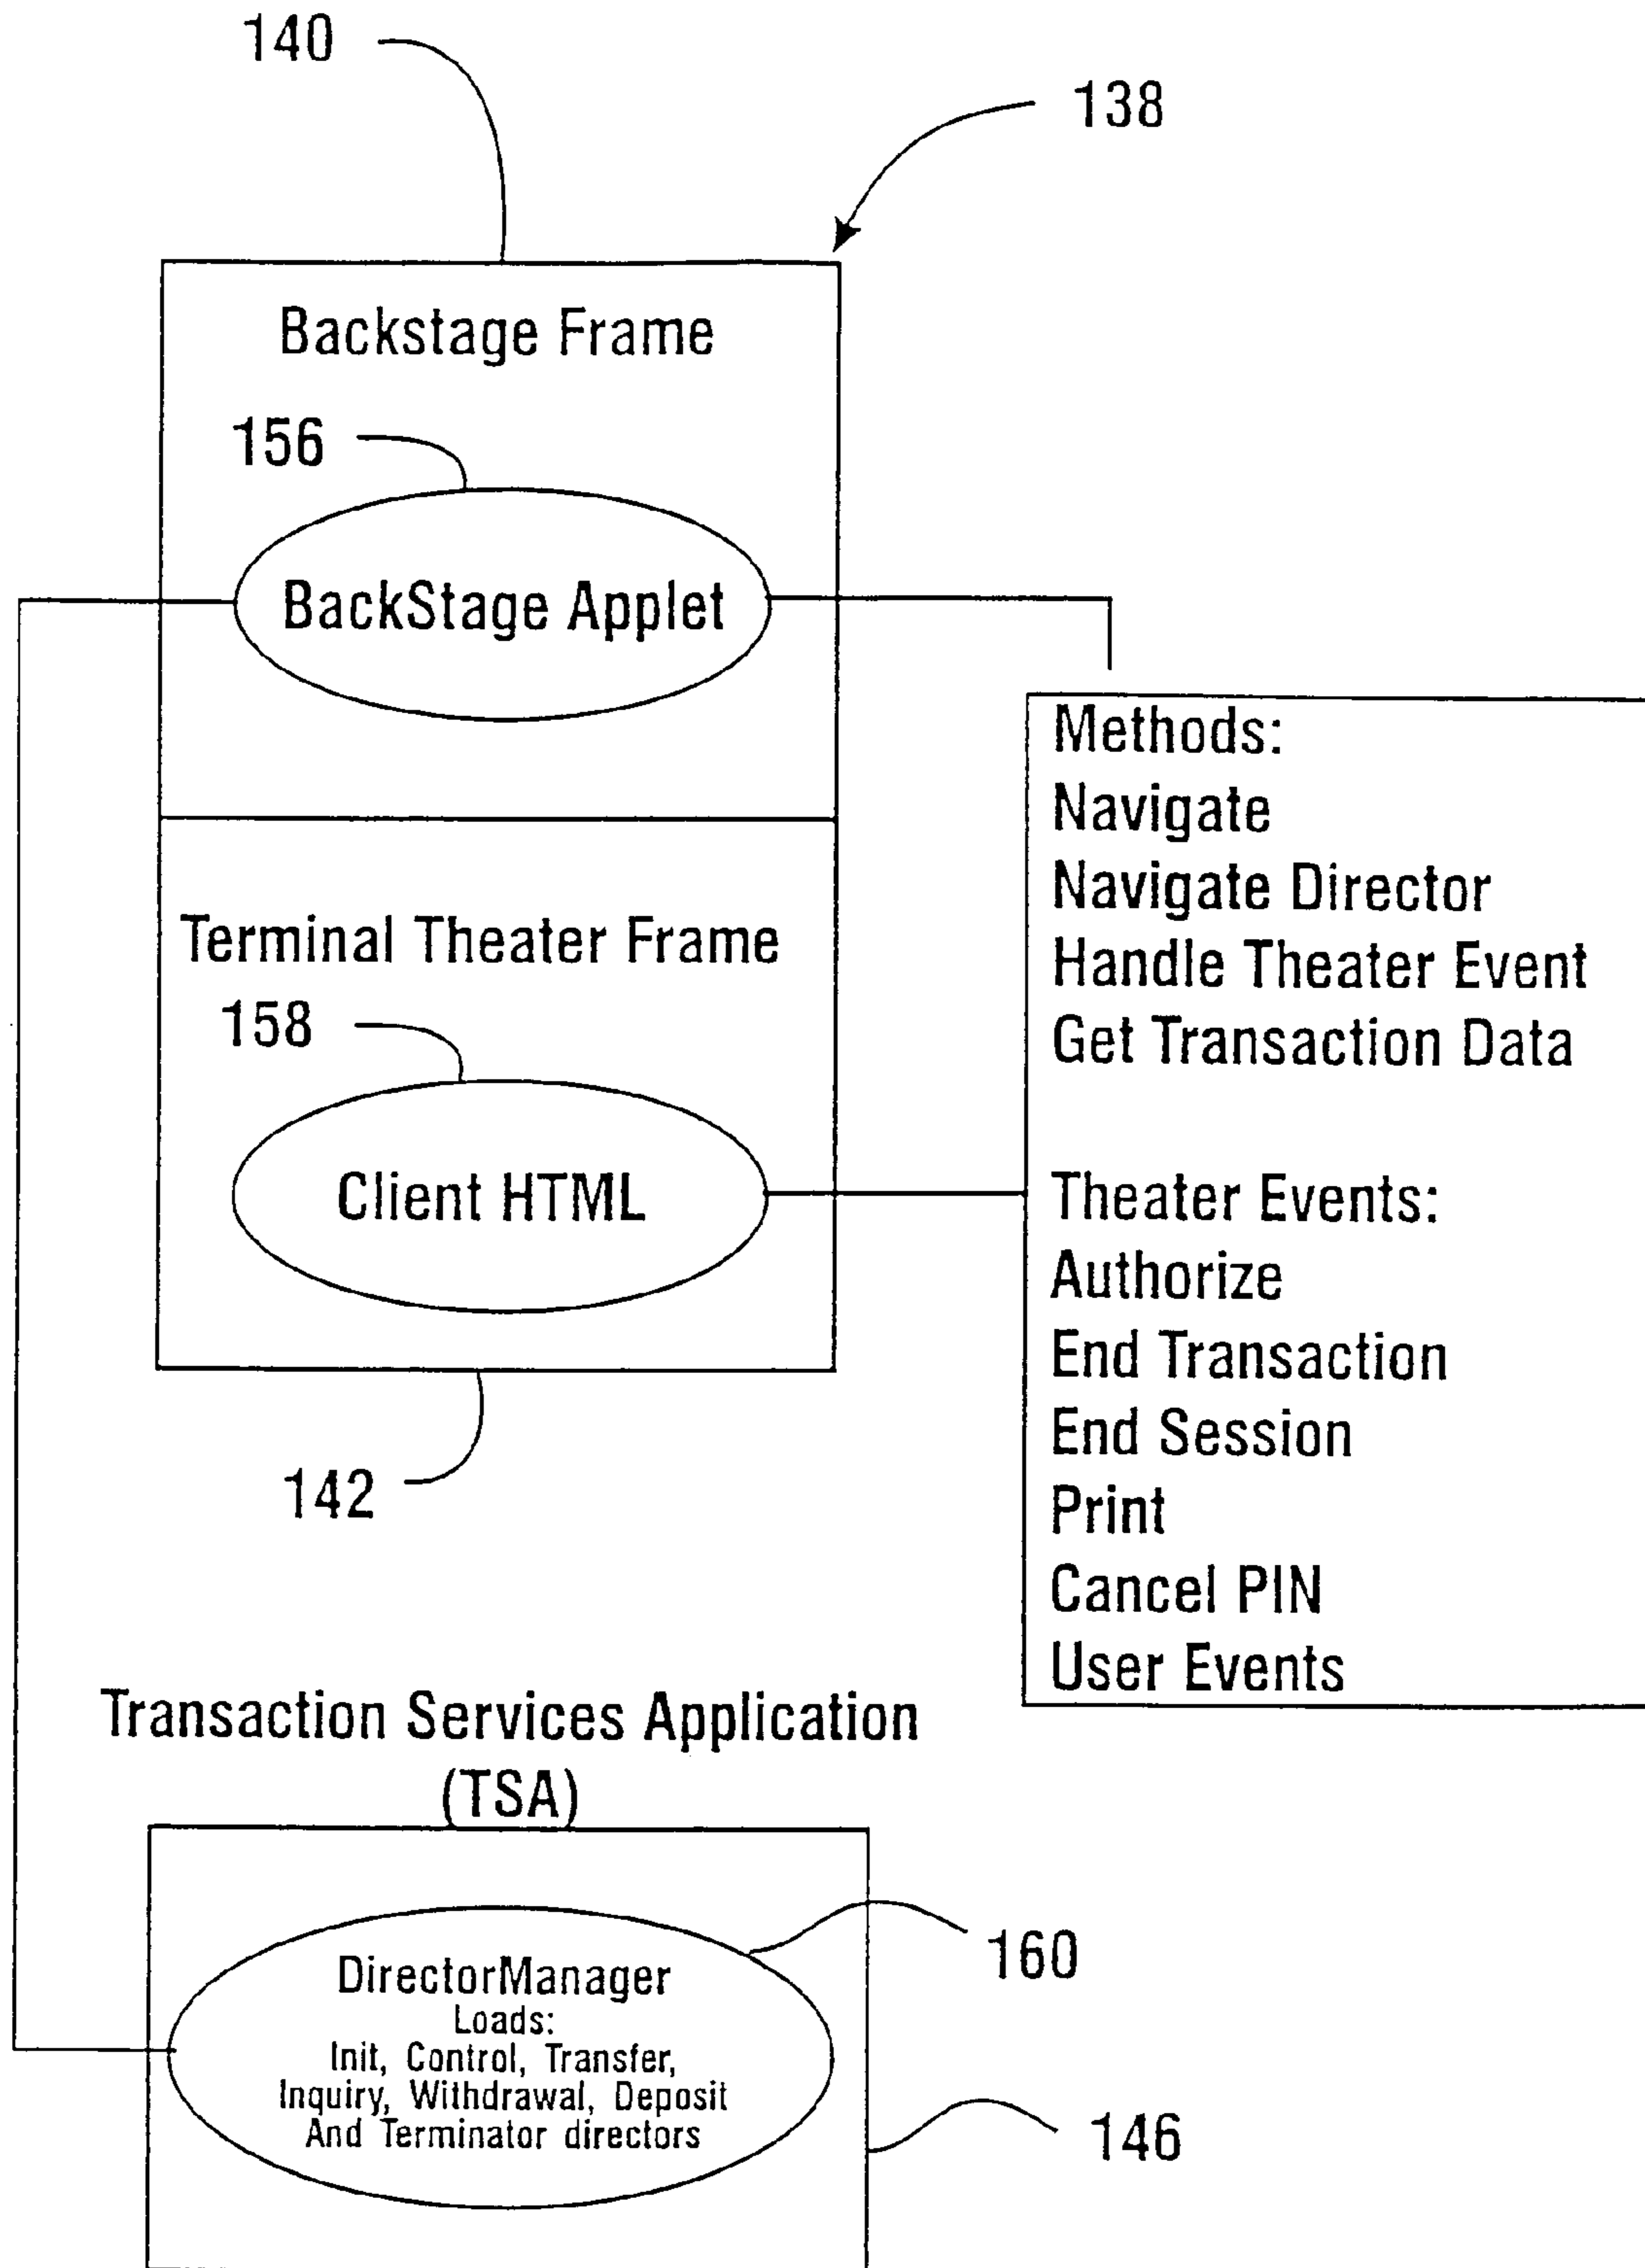 140
138
Backstage Frame
156
BackStage Applet
Methods:
Navigate
Navigate Director
Handle Theater Event
Get Transaction Data
Terminal Theater Frame
158
Client HTML
Theater Events:
Authorize
End Transaction
End Session
Print
Cancel PIN
User Events
142
Transaction Services Application
(TSA)
DirectorManager
Loads:
Init, Control, Transfer,
Inquiry, Withdrawal, Deposit
And Terminator directors
160
146